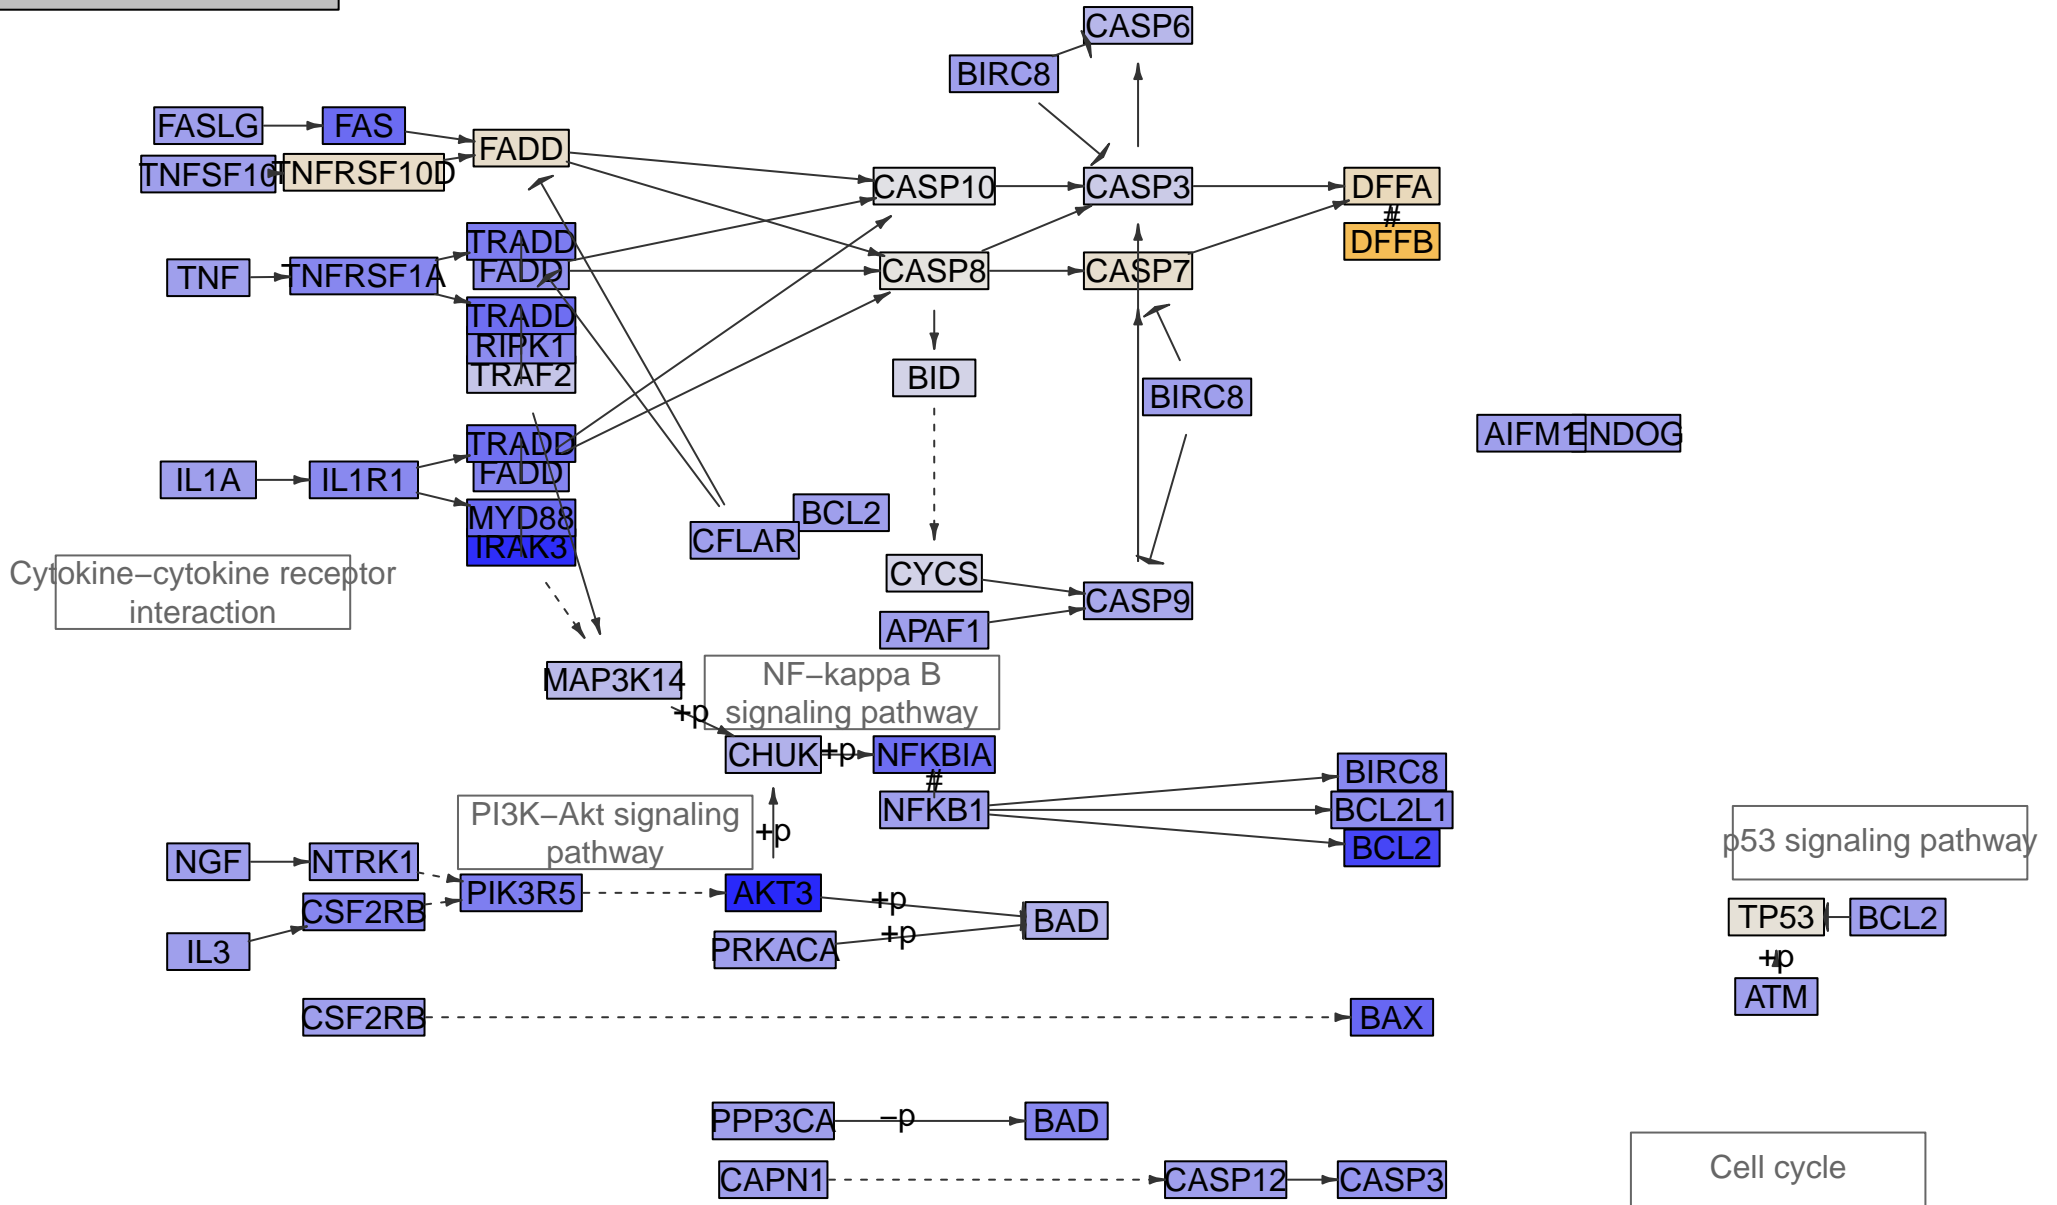 CASP6
BIRC8
FASLG
FAS
FADD
TNFSF10
TNFRSF10D
CASP10
CASP3
DFFA
#
DFFB
TRADD
FADD
TNF
TNFRSF1A
CASP8
CASP7
TRADD
RIPK1
TRAF2
BID
BIRC8
AIFM1
ENDOG
TRADD
FADD
IL1A
IL1R1
MYD88
IRAK3
BCL2
CFLAR
CYCS
CASP9
APAF1
Cytokine−cytokine receptor
interaction
MAP3K14
NF−kappa B
signaling pathway
+p
CHUK
+p
NFKBIA
#
NFKB1
BIRC8
BCL2L1
BCL2
PI3K−Akt signaling
pathway
+p
p53 signaling pathway
NGF
NTRK1
CSF2RB
PIK3R5
AKT3
+p
BAD
IL3
PRKACA
+p
TP53
BCL2
+p
ATM
CSF2RB
BAX
PPP3CA
−p
BAD
CAPN1
CASP12
CASP3
Cell cycle